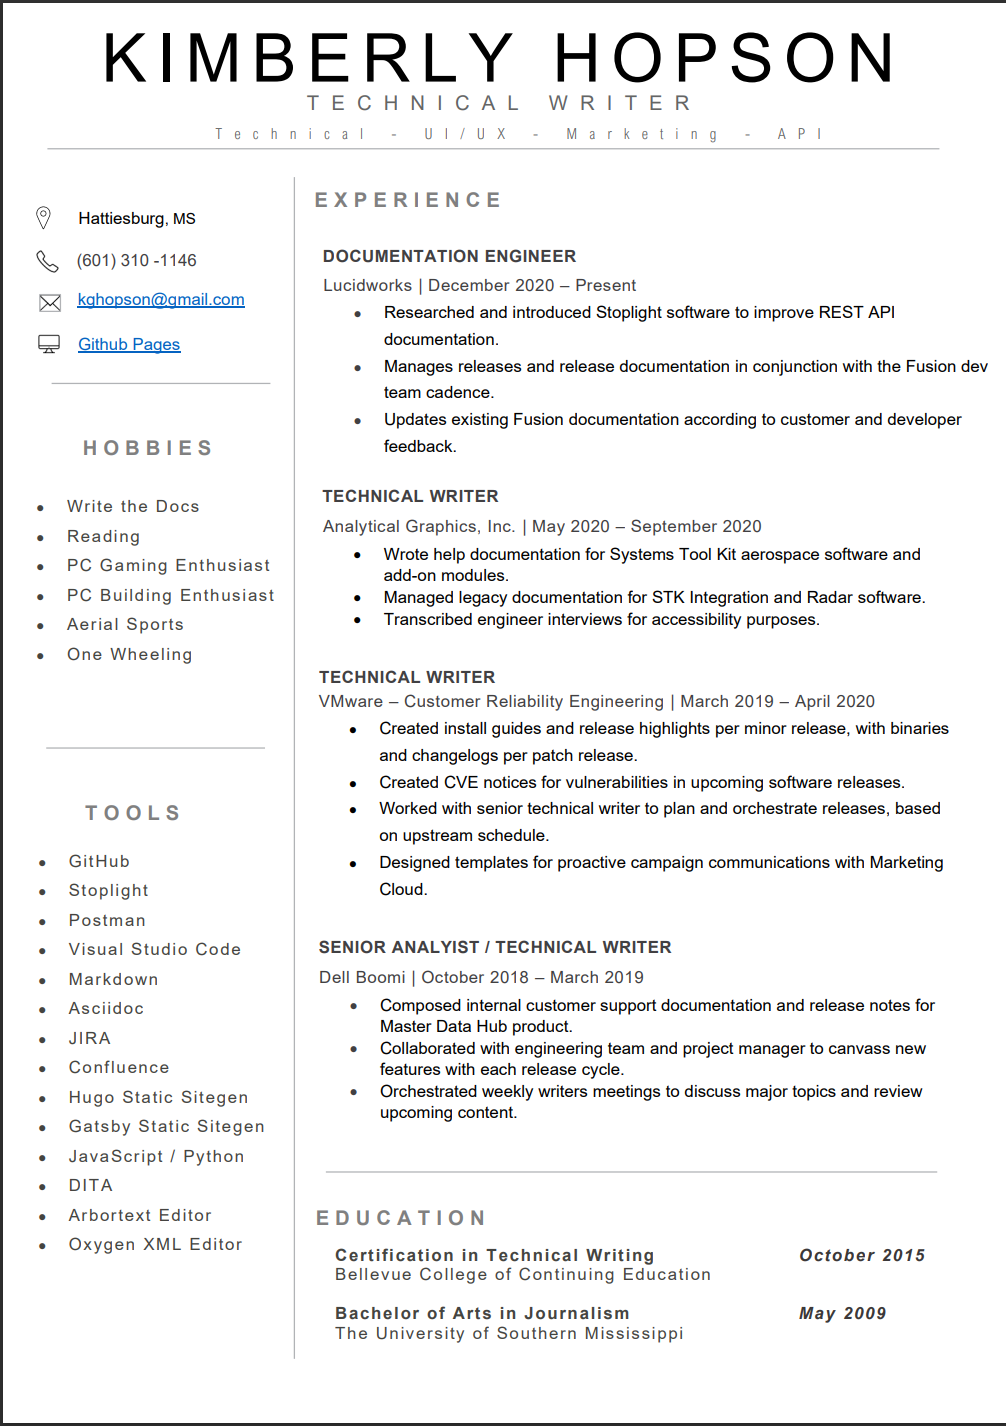 KIMBERLY HOPSON
TECHNICAL WRITER
Technical - UI/UX - Marketing - API
Hattiesburg, MS
(601) 310 -1146
kghopson@gmail.com
Github Pages
HOBBIES
● Write the Docs
● Reading
● PC Gaming Enthusiast
● PC Building Enthusiast
● Aerial Sports
● One Wheeling
TOOLS
● GitHub
● Stoplight
● Postman
● Visual Studio Code
● Markdown
● Asciidoc
● JIRA
● Confluence
● Hugo Static Sitegen
● Gatsby Static Sitegen
● JavaScript / Python
● DITA
● Arbortext Editor
● Oxygen XML Editor
EXPERIENCE
DOCUMENTATION ENGINEER
Lucidworks | December 2020 – Present
● Researched and introduced Stoplight software to improve REST API
documentation.
● Manages releases and release documentation in conjunction with the Fusion dev
team cadence.
● Updates existing Fusion documentation according to customer and developer
feedback.
TECHNICAL WRITER
Analytical Graphics, Inc. | May 2020 – September 2020
● Wrote help documentation for Systems Tool Kit aerospace software and
add-on modules.
● Managed legacy documentation for STK Integration and Radar software.
● Transcribed engineer interviews for accessibility purposes.
TECHNICAL WRITER
VMware – Customer Reliability Engineering | March 2019 – April 2020
● Created install guides and release highlights per minor release, with binaries
and changelogs per patch release.
● Created CVE notices for vulnerabilities in upcoming software releases.
● Worked with senior technical writer to plan and orchestrate releases, based
on upstream schedule.
● Designed templates for proactive campaign communications with Marketing
Cloud.
SENIOR ANALYIST / TECHNICAL WRITER
Dell Boomi | October 2018 – March 2019
● Composed internal customer support documentation and release notes for
Master Data Hub product.
● Collaborated with engineering team and project manager to canvass new
features with each release cycle.
● Orchestrated weekly writers meetings to discuss major topics and review
upcoming content.
EDUCATION
Certification in Technical Writing October 2015
Bellevue College of Continuing Education
Bachelor of Arts in Journalism May 2009
The University of Southern Mississippi